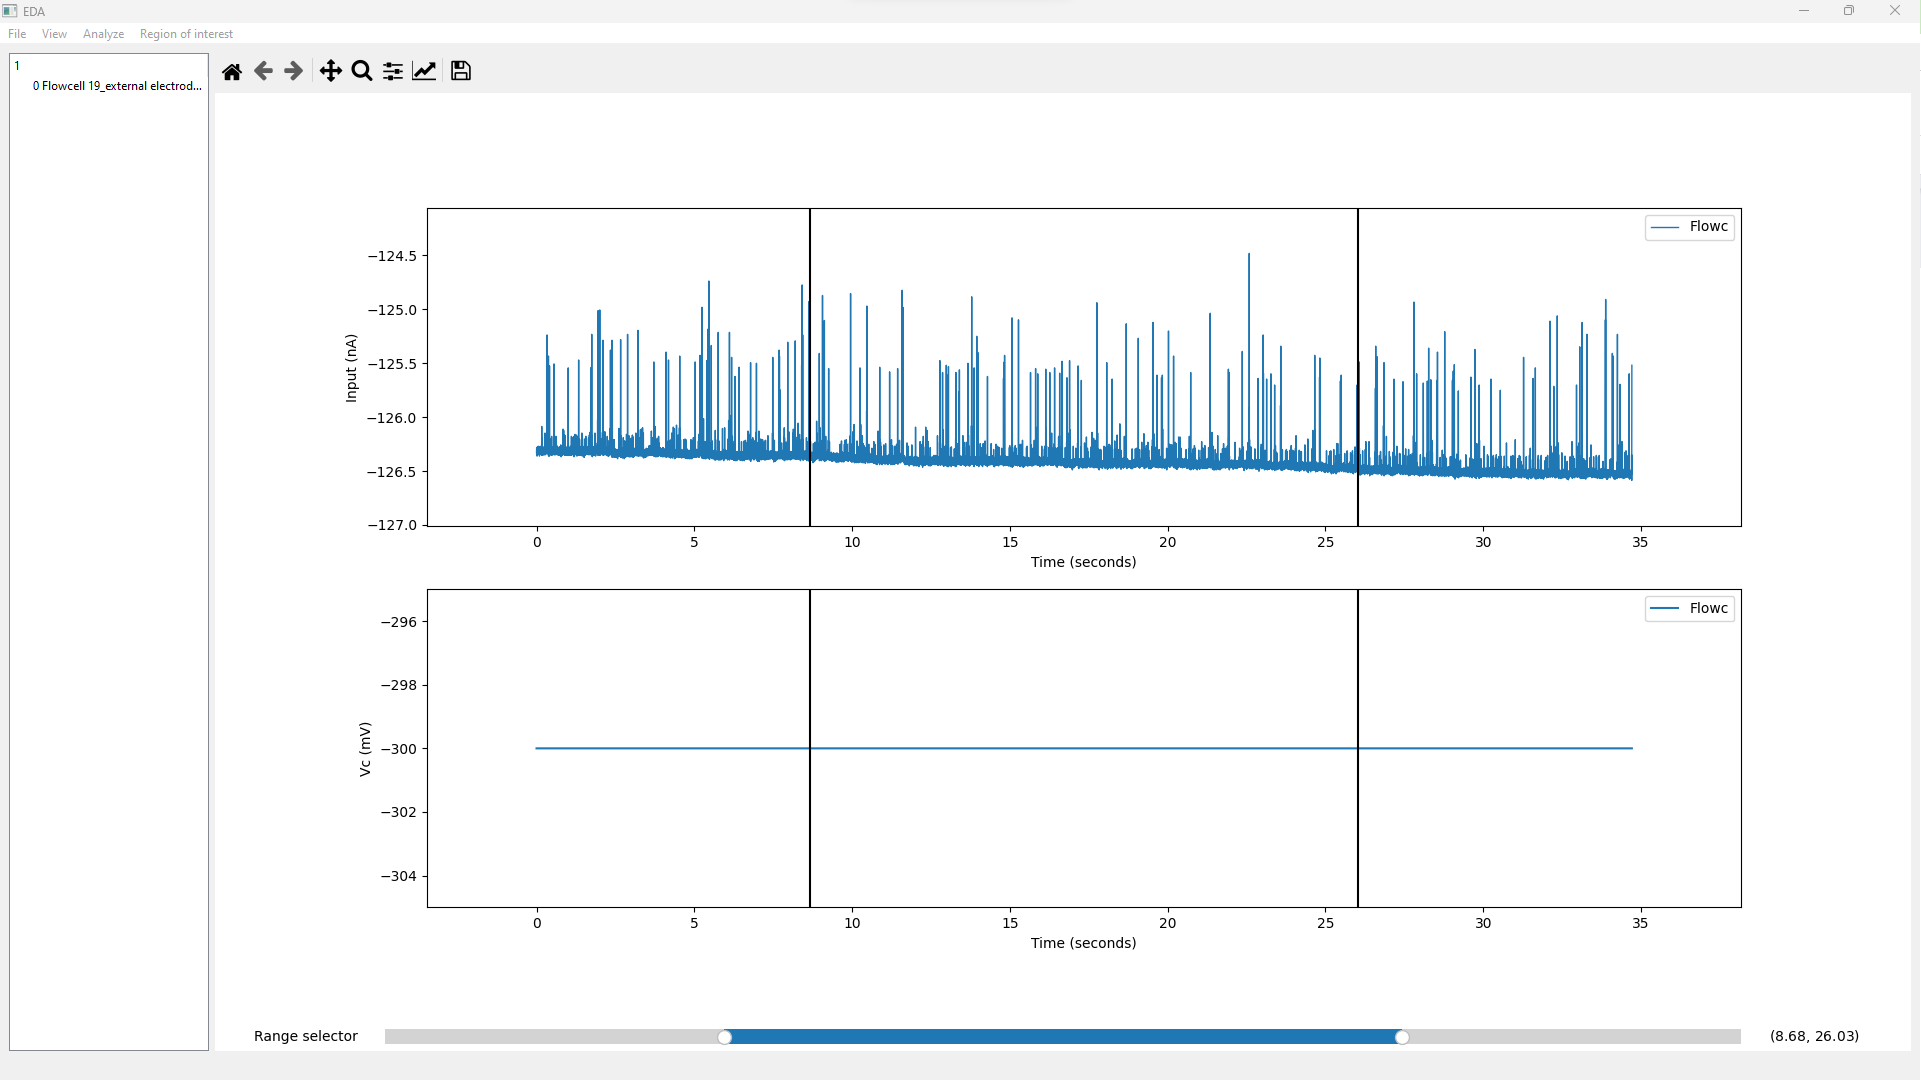 EDA
File View Analyze Region of interest
1
0 Flowcell 19_external electrod...
Flowc
−124.5
−125.0
−125.5
−126.0
−126.5
−127.0
Input (nA)
0 5 10 15 20 25 30 35
Time (seconds)
Flowc
−296
−298
−300
−302
−304
Vc (mV)
0 5 10 15 20 25 30 35
Time (seconds)
Range selector (8.68, 26.03)